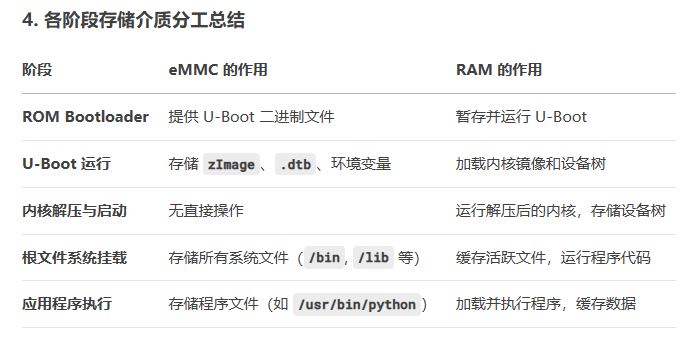 4. 各阶段存储介质分工总结
阶段 eMMC 的作用 RAM 的作用
ROM Bootloader 提供 U-Boot 二进制文件 暂存并运行 U-Boot
U-Boot 运行 存储 zImage、.dtb、环境变量 加载内核镜像和设备树
内核解压与启动 无直接操作 运行解压后的内核，存储设备树
根文件系统挂载 存储所有系统文件（/bin, /lib 等） 缓存活跃文件，运行程序代码
应用程序执行 存储程序文件（如 /usr/bin/python） 加载并执行程序，缓存数据